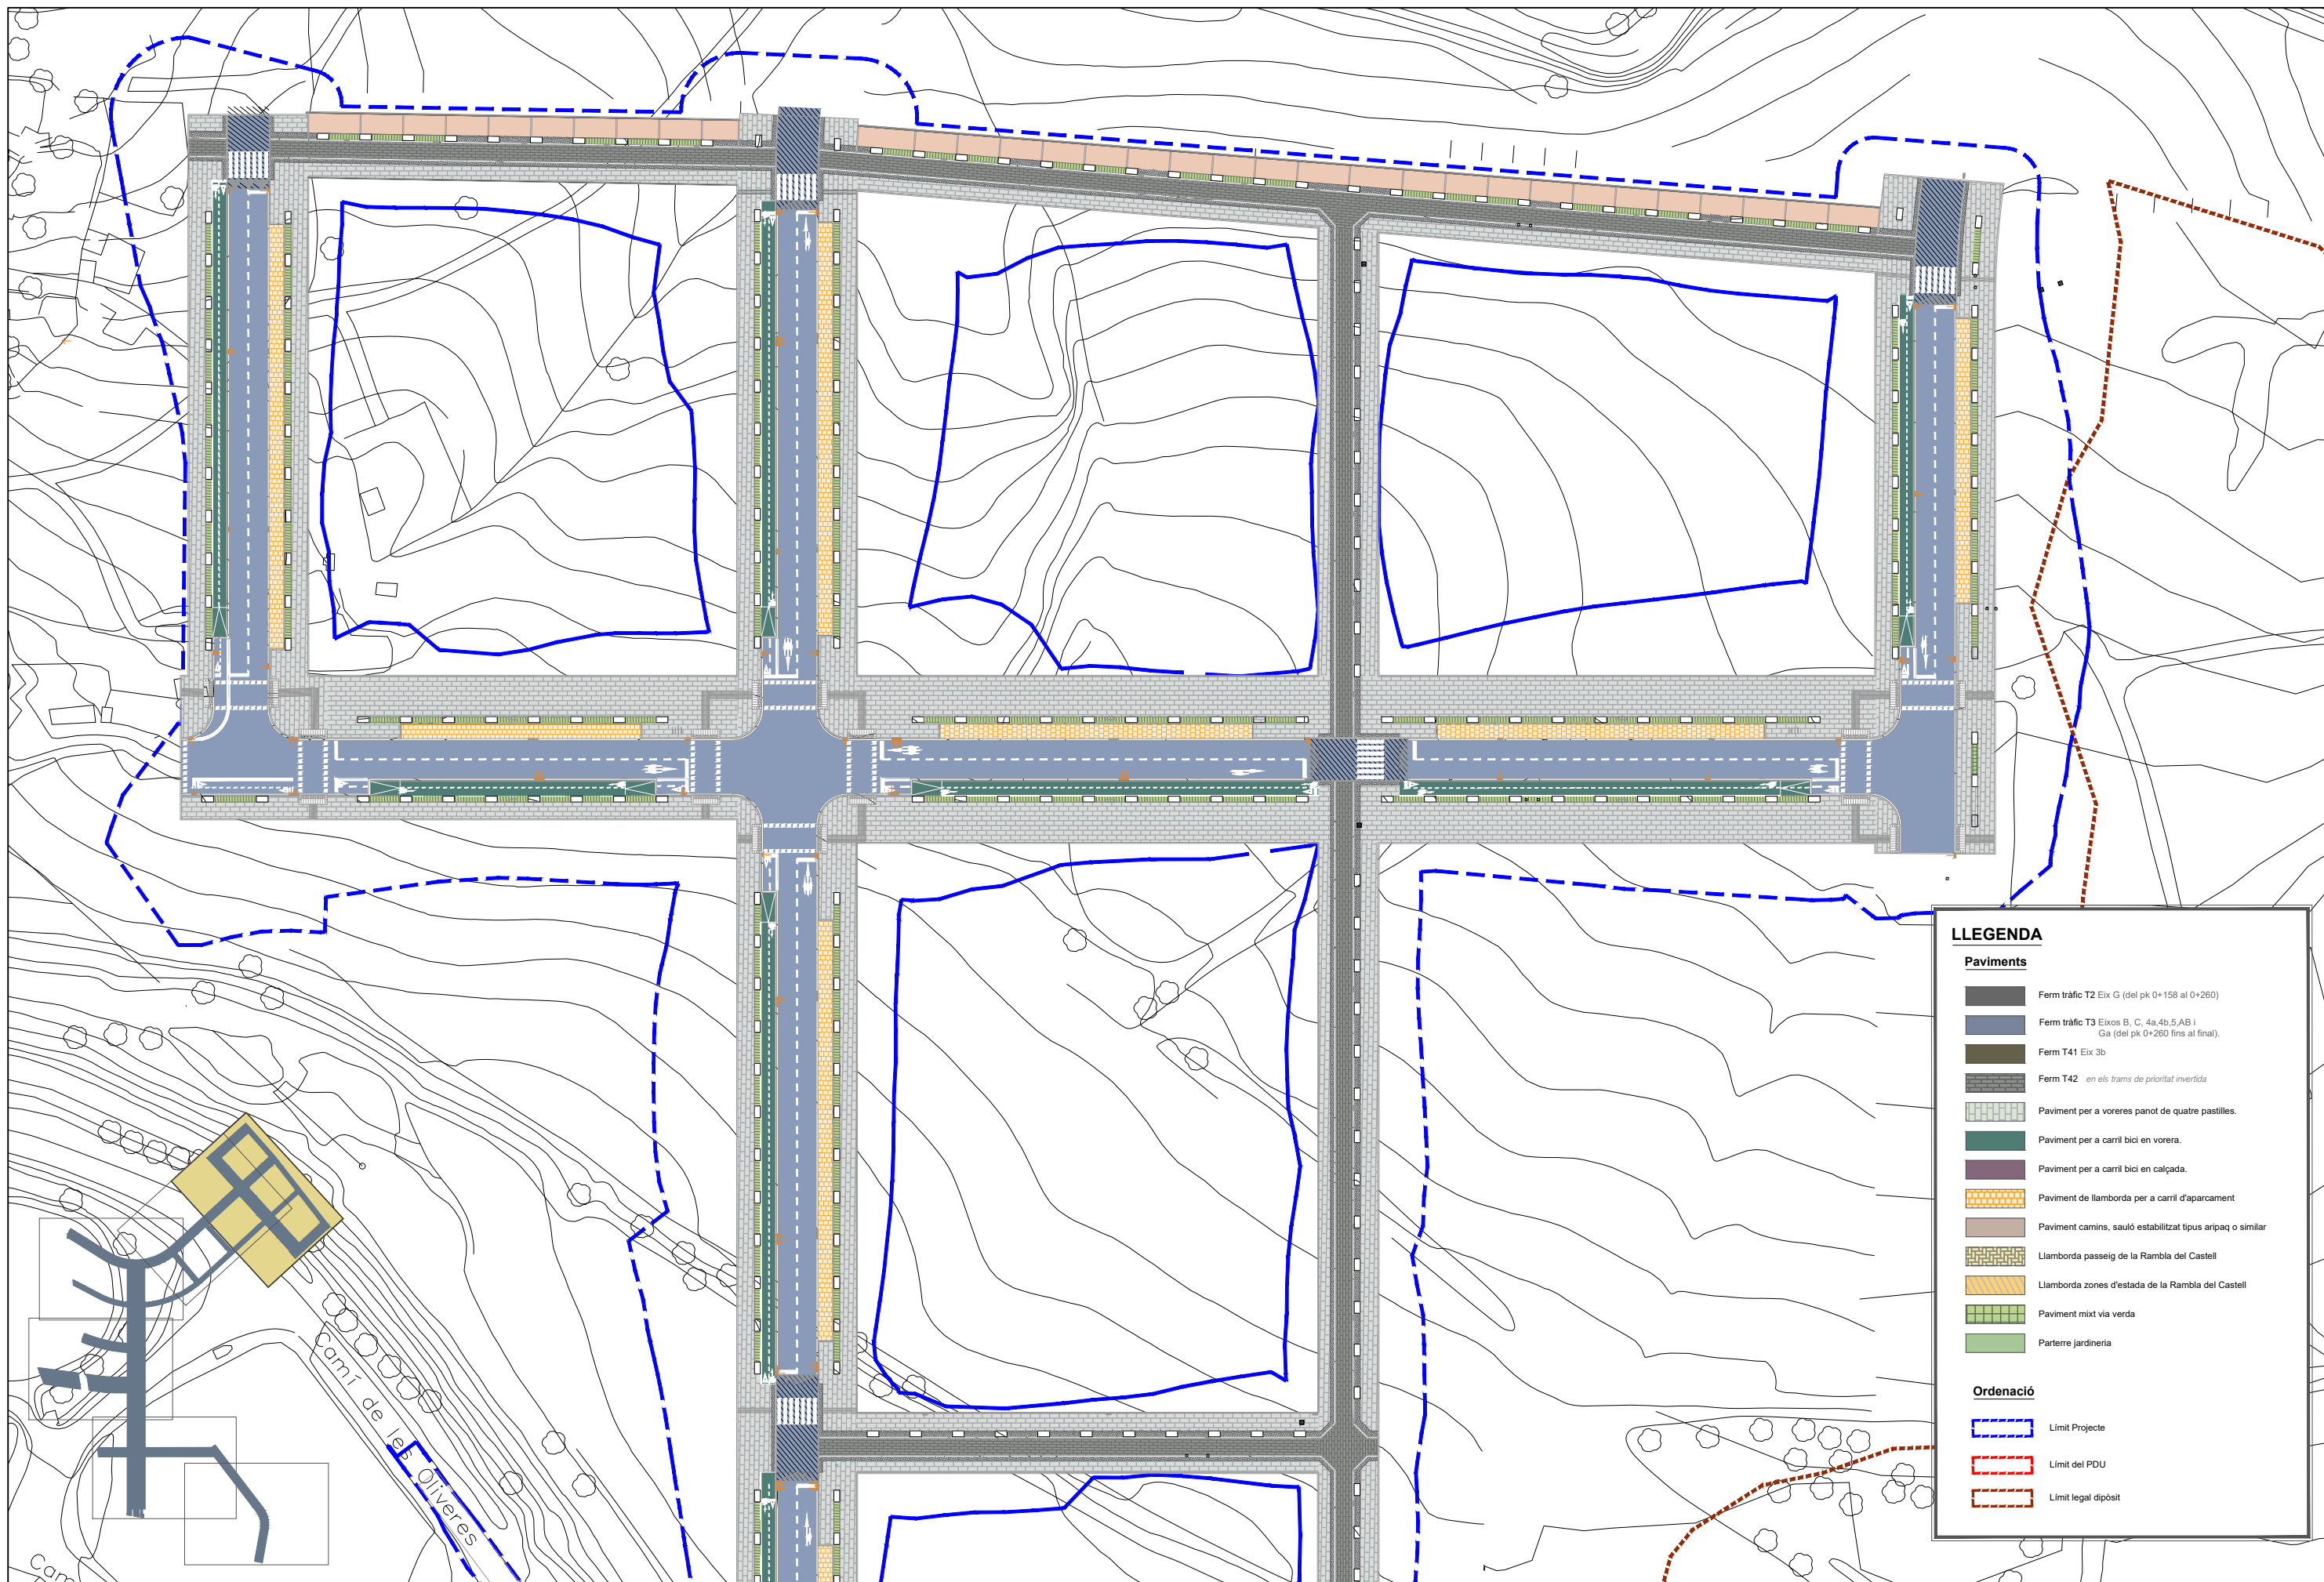 LLEGENDA
Paviments
Ferm tràfic T2 Eix G (del pk 0+158 al 0+260)
Ferm tràfic T3 Eixos B, C, 4a,4b,5,AB i
Ga (del pk 0+260 fins al final).
Ferm T41 Eix 3b
Ferm T42 en els trams de prioritat invertida
Paviment per a voreres panot de quatre pastilles.
Paviment per a carril bici en vorera.
Paviment per a carril bici en calçada.
Paviment de llamborda per a carril d'aparcament
Paviment camins, sauló estabilitzat tipus aripaq o similar
Llamborda passeig de la Rambla del Castell
Llamborda zones d'estada de la Rambla del Castell
Paviment mixt via verda
Parterre jardineria
Ordenació
Límit Projecte
Límit del PDU
Límit legal dipòsit
Camí de les Oliveres